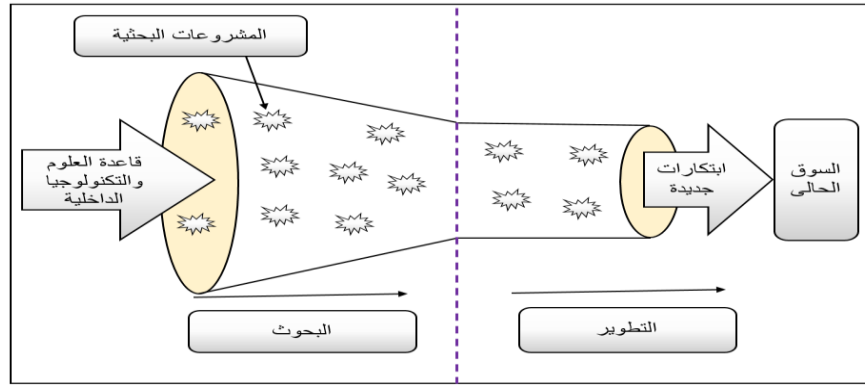 المشروعات البحثية
قاعدة العلوم
والتكنولوجيا
الداخلية
ابتكارات
جديدة
السوق
الحالى
البحوث
التطوير